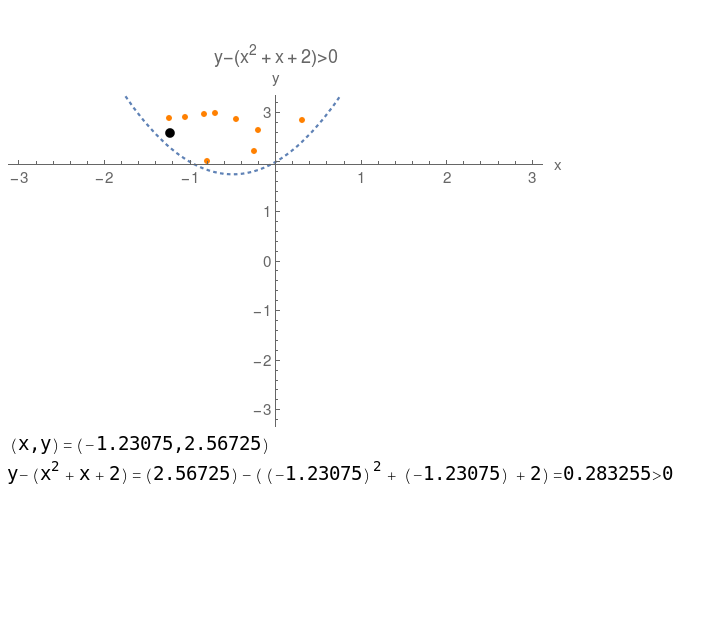 y−(x² + x + 2)>0
y
3
x
−3 −2 −1 1 2 3
1
0
−1
−2
−3
(x,y)=(−1.23075,2.56725)
y−(x² + x + 2)=(2.56725)−((−1.23075)² + (−1.23075) + 2)=0.283255>0